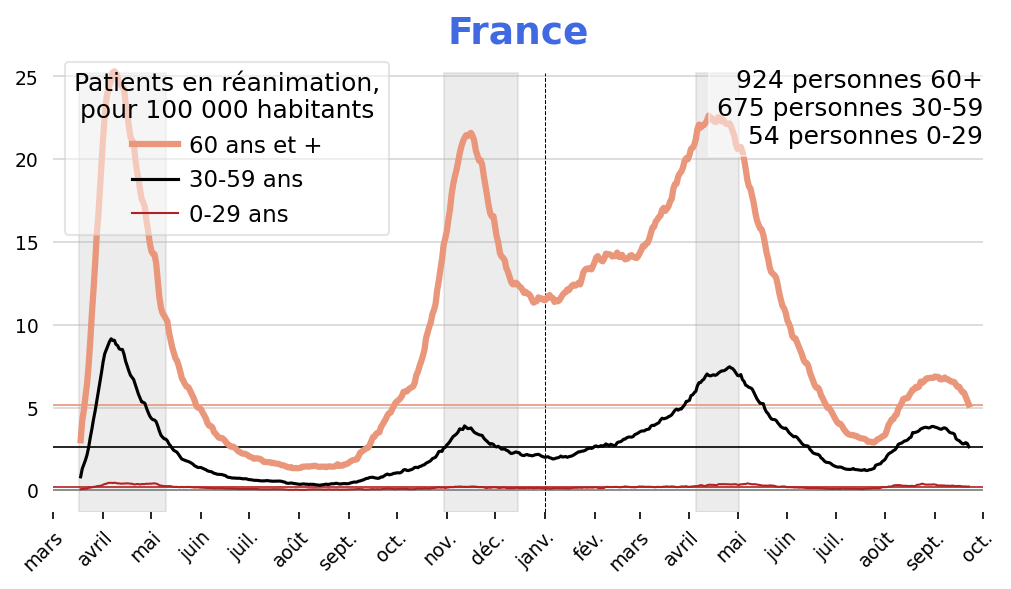 France
Patients en réanimation,
pour 100 000 habitants
60 ans et +
30-59 ans
0-29 ans
924 personnes 60+
675 personnes 30-59
54 personnes 0-29
25
20
15
10
5
0
mars
avril
mai
juin
juil.
août
sept.
oct.
nov.
déc.
janv.
fév.
mars
avril
mai
juin
juil.
août
sept.
oct.